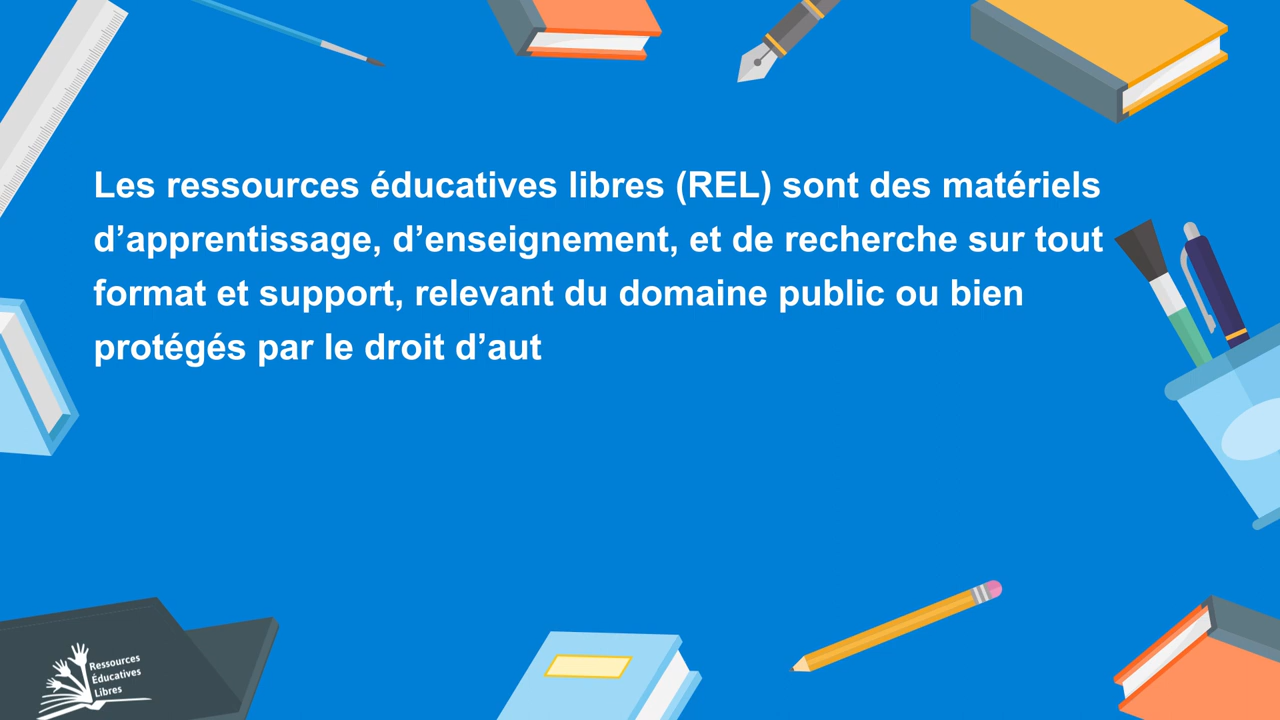 Les ressources éducatives libres (REL) sont des matériels
d’apprentissage, d’enseignement, et de recherche sur tout
format et support, relevant du domaine public ou bien
protégés par le droit d’aut
Ressources
Éducatives
Libres